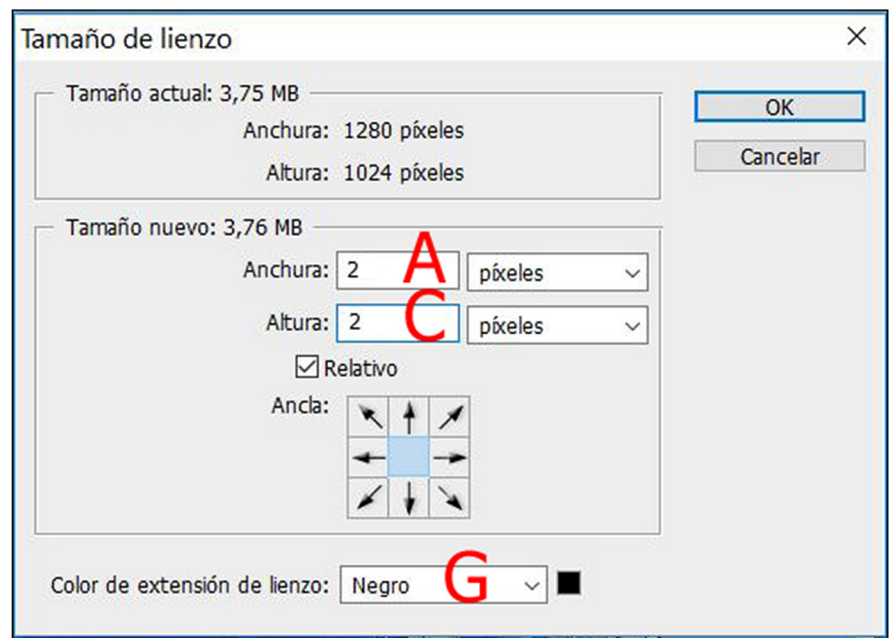 Tamaño de lienzo
Tamaño actual: 3,75 MB
Anchura: 1280 píxeles
Altura: 1024 píxeles
OK
Cancelar
Tamaño nuevo: 3,76 MB
Anchura: 2 A píxeles
Altura: 2 C píxeles
Relativo
Ancla:
Color de extensión de lienzo: Negro G